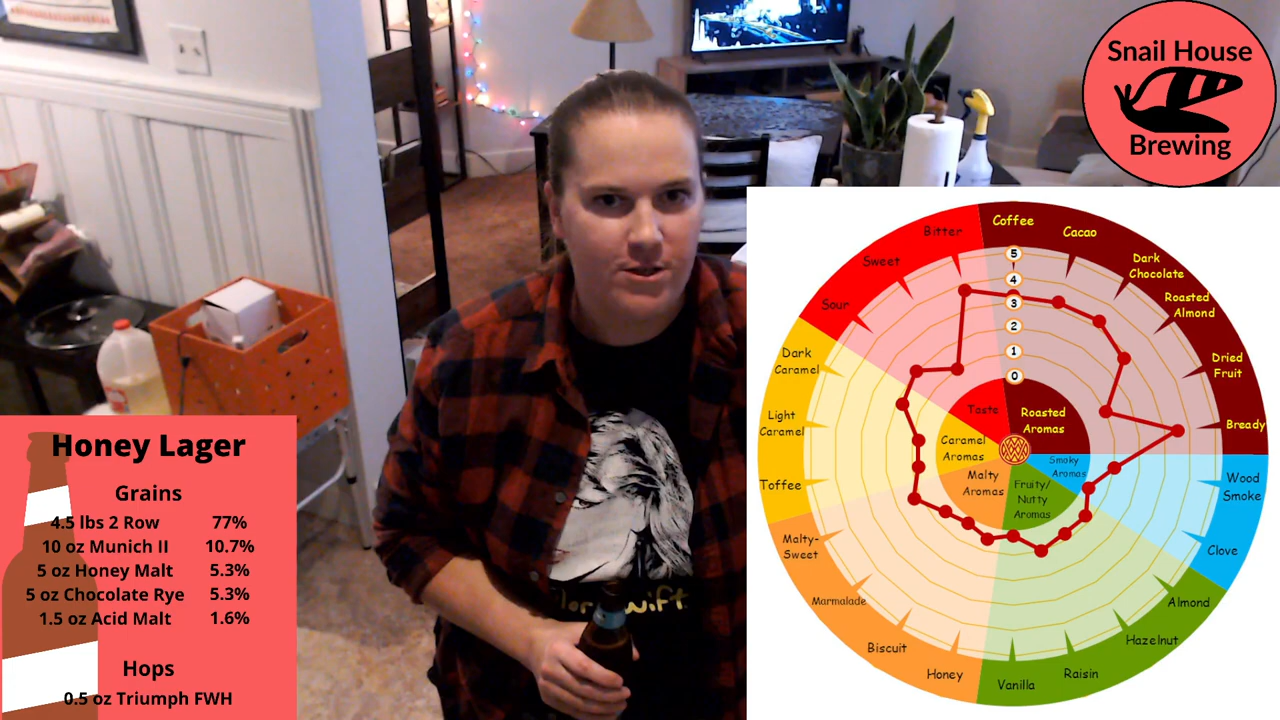 Snail House
Brewing
Honey Lager
Grains
4.5 lbs 2 Row 77%
10 oz Munich II 10.7%
5 oz Honey Malt 5.3%
5 oz Chocolate Rye 5.3%
1.5 oz Acid Malt 1.6%
Hops
0.5 oz Triumph FWH
Coffee
Cacao
Dark
Chocolate
Roasted
Almond
Dried
Fruit
Bready
Wood
Smoke
Clove
Almond
Hazelnut
Raisin
Vanilla
Honey
Biscuit
Marmalade
Malty-
Sweet
Toffee
Light
Caramel
Dark
Caramel
Sour
Sweet
Bitter
5
4
3
2
1
0
Taste
Roasted
Aromas
Caramel
Aromas
Smoky
Aromas
Malty
Aromas
Fruity/
Nutty
Aromas